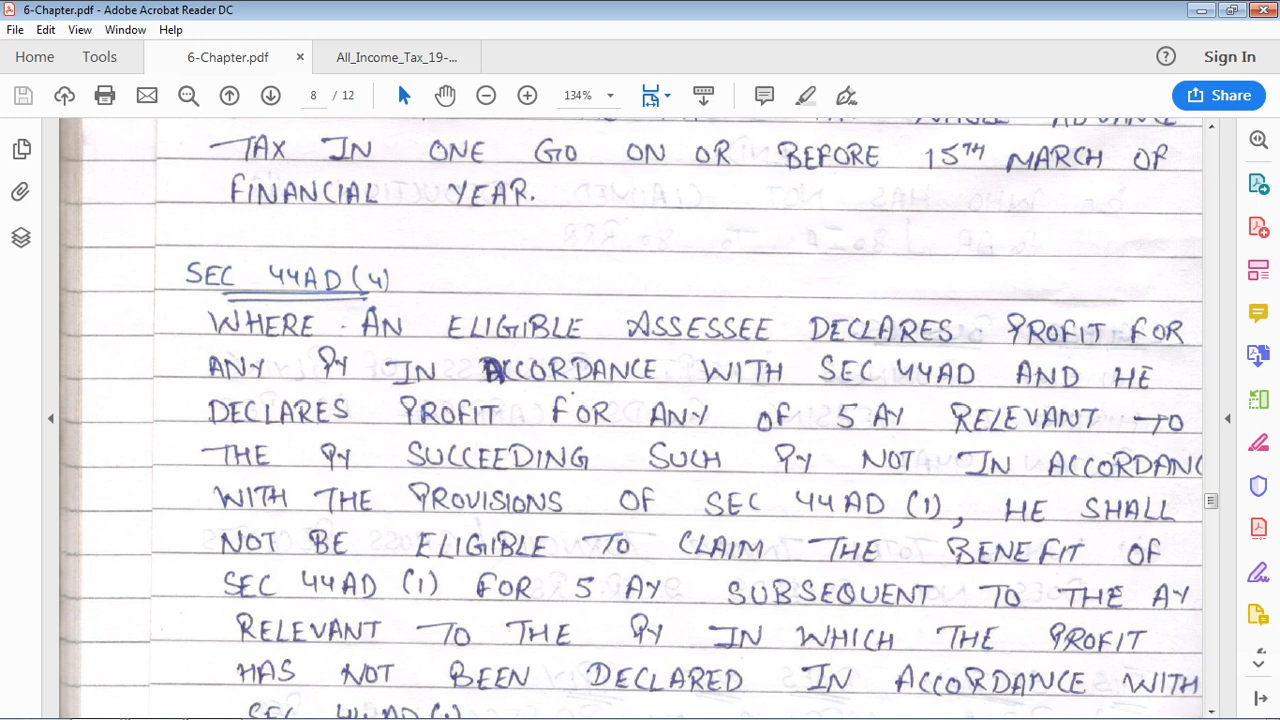 6-Chapter.pdf - Adobe Acrobat Reader DC
File Edit View Window Help
Home Tools 6-Chapter.pdf × All_Income_Tax_19-... ? Sign In
8 / 12 134% Share
WHOLE ADVANCE
TAX IN ONE GO ON OR BEFORE 15TH MARCH OF
FINANCIAL YEAR.
SEC 44AD(4)
WHERE AN ELIGIBLE ASSESSEE DECLARES PROFIT FOR
ANY PY IN ACCORDANCE WITH SEC 44AD AND HE
DECLARES PROFIT FOR ANY OF 5 AY RELEVANT TO
THE PY SUCCEEDING SUCH PY NOT IN ACCORDANC
WITH THE PROVISIONS OF SEC 44AD (1), HE SHALL
NOT BE ELIGIBLE TO CLAIM THE BENEFIT OF
SEC 44AD (1) FOR 5 AY SUBSEQUENT TO THE AY
RELEVANT TO THE PY IN WHICH THE PROFIT
HAS NOT BEEN DECLARED IN ACCORDANCE WITH
SEC 44AD(1)